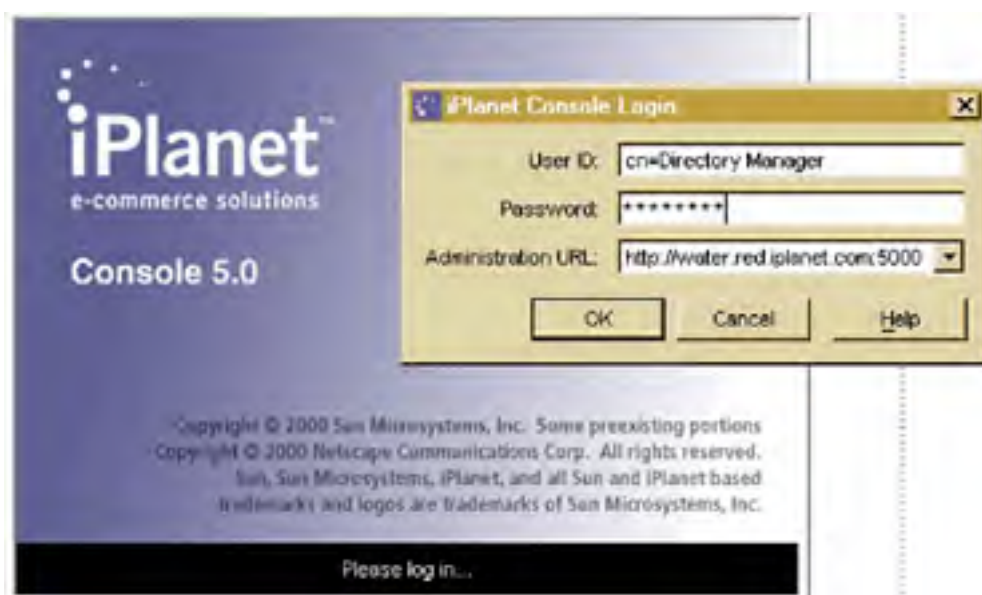 iPlanet™
e-commerce solutions
Console 5.0
iPlanet Console Login
User ID: cn=Directory Manager
Password: ********
Administration URL: http://water.red.iplanet.com:5000
OK Cancel Help
Copyright © 2000 Sun Microsystems, Inc. Some preexisting portions
Copyright © 2000 Netscape Communications Corp. All rights reserved.
Sun, Sun Microsystems, iPlanet, and all Sun and iPlanet based
trademarks and logos are trademarks of Sun Microsystems, Inc.
Please log in...